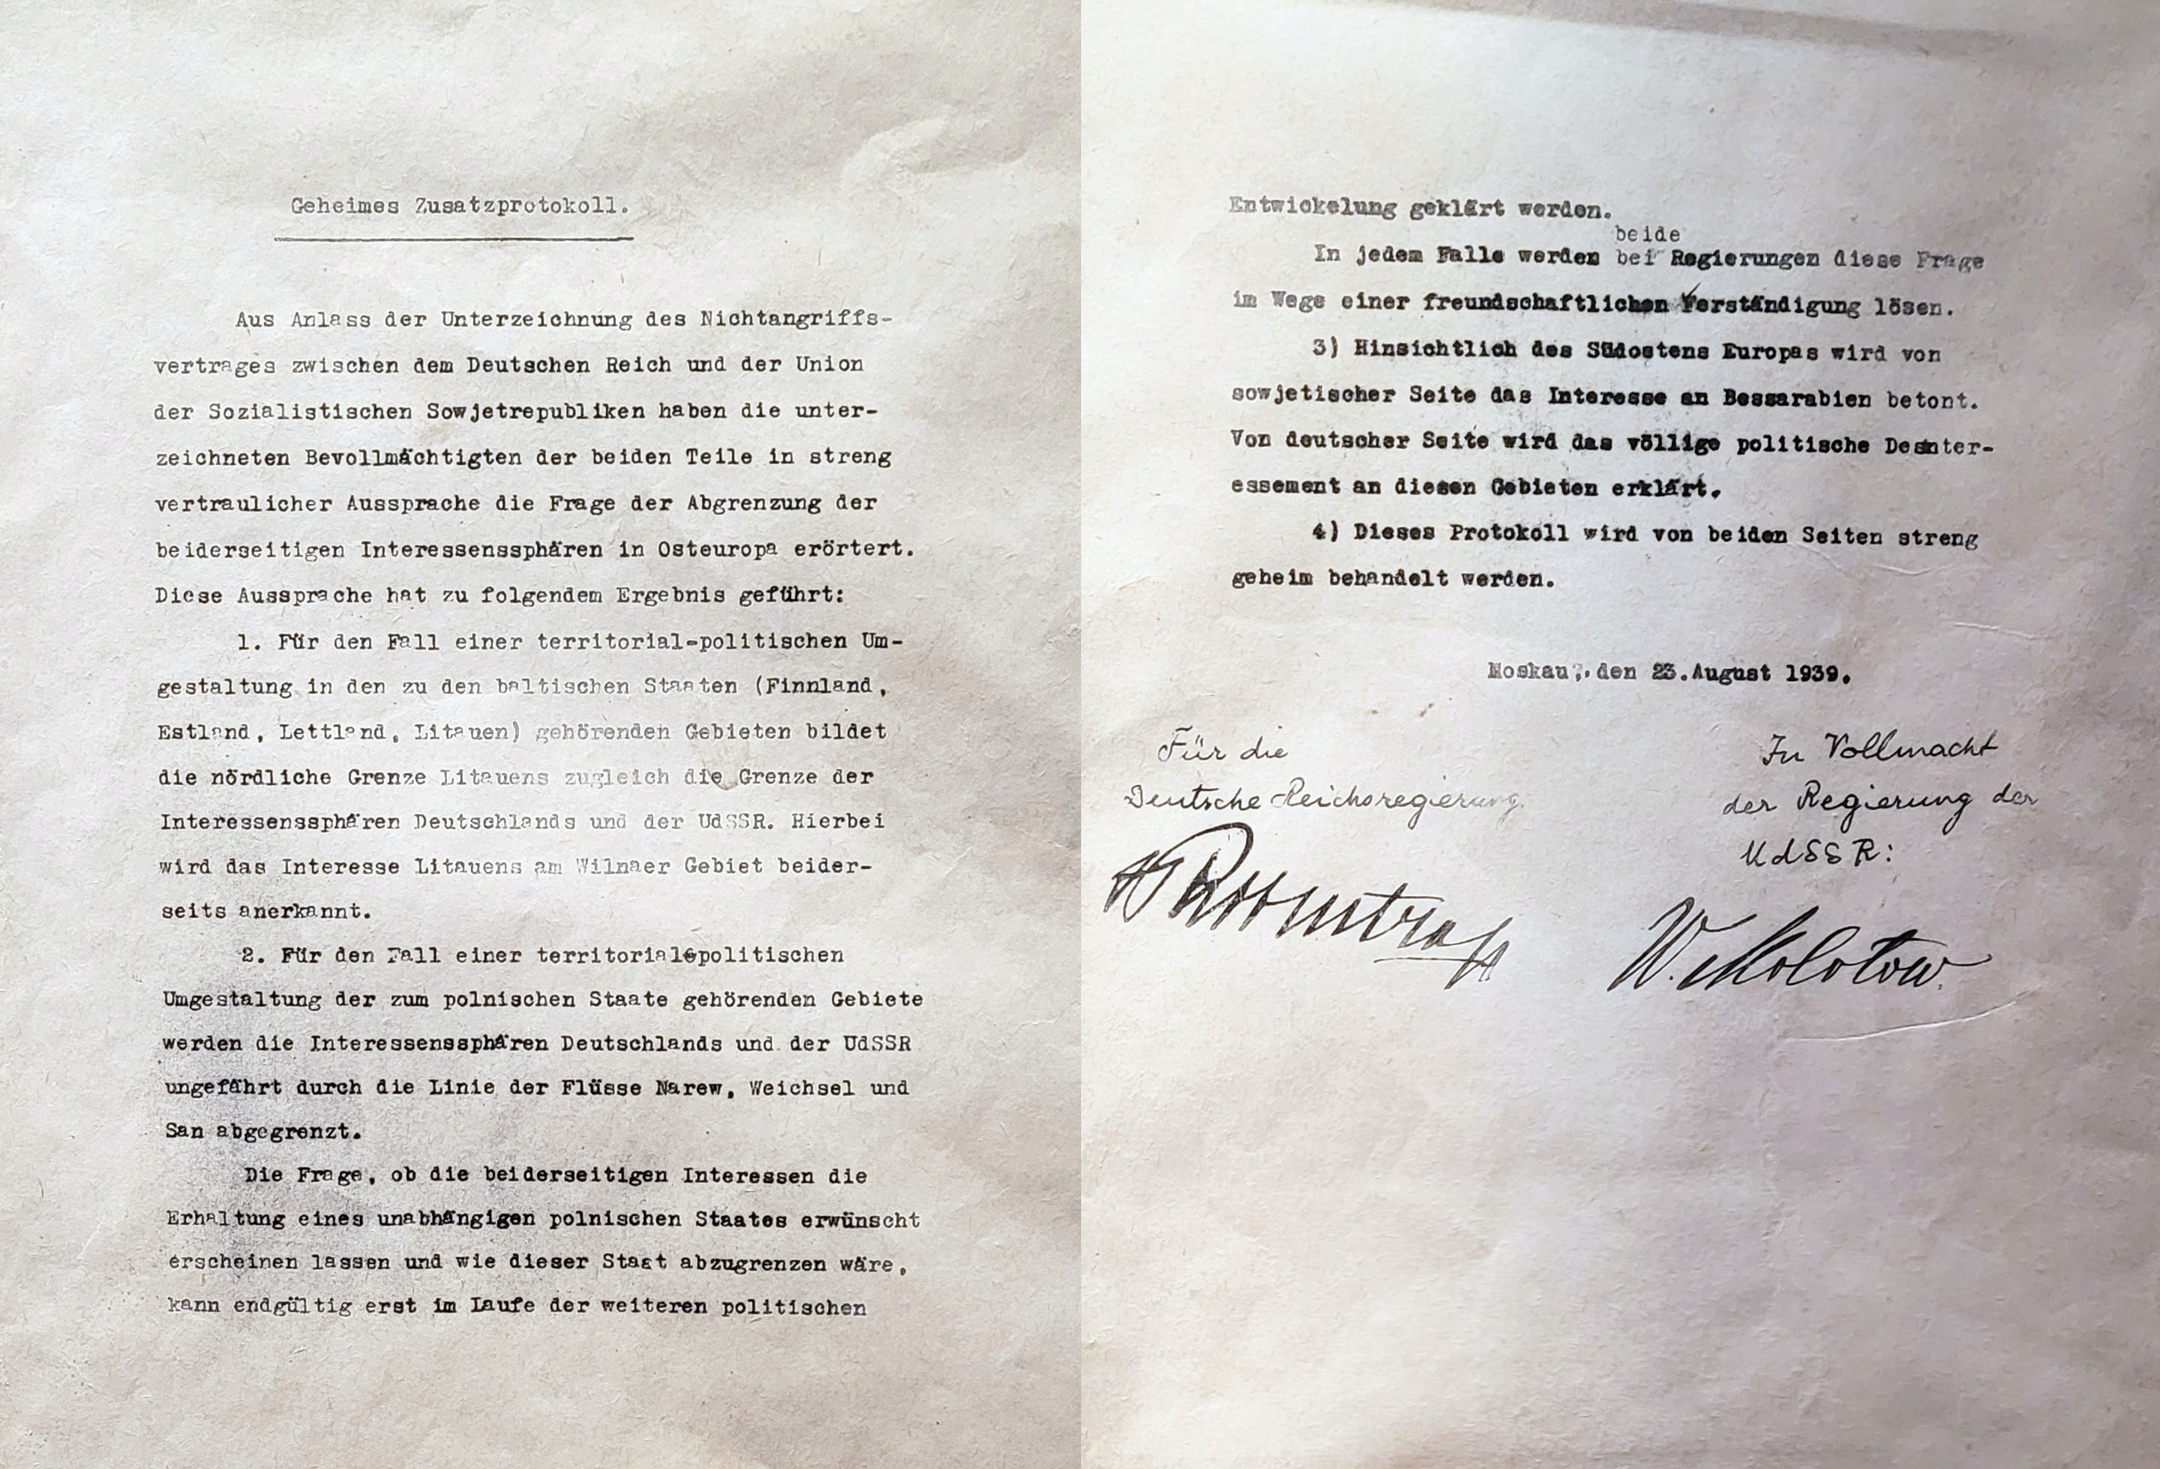 Geheimes Zusatzprotokoll.
Aus Anlass der Unterzeichnung des Nichtangriffs-
vertrages zwischen dem Deutschen Reich und der Union
der Sozialistischen Sowjetrepubliken haben die unter-
zeichneten Bevollmächtigten der beiden Teile in streng
vertraulicher Aussprache die Frage der Abgrenzung der
beiderseitigen Interessenssphären in Osteuropa erörtert.
Diese Aussprache hat zu folgendem Ergebnis geführt:
1. Für den Fall einer territorial-politischen Um-
gestaltung in den zu den baltischen Staaten (Finnland,
Estland, Lettland, Litauen) gehörenden Gebieten bildet
die nördliche Grenze Litauens zugleich die Grenze der
Interessenssphären Deutschlands und der UdSSR. Hierbei
wird das Interesse Litauens am Wilnaer Gebiet beider-
seits anerkannt.
2. Für den Fall einer territorial-politischen
Umgestaltung der zum polnischen Staate gehörenden Gebiete
werden die Interessenssphären Deutschlands und der UdSSR
ungefährt durch die Linie der Flüsse Narew, Weichsel und
San abgegrenzt.
Die Frage, ob die beiderseitigen Interessen die
Erhaltung eines unabhängigen polnischen Staates erwünscht
erscheinen lassen und wie dieser Staat abzugrenzen wäre,
kann endgültig erst im Laufe der weiteren politischen
Entwickelung geklärt werden.
beide
In jedem Falle werden bei Regierungen diese Frage
im Wege einer freundschaftlichen Verständigung lösen.
3) Hinsichtlich des Südostens Europas wird von
sowjetischer Seite das Interesse an Bessarabien betont.
Von deutscher Seite wird das völlige politische Desinter-
essement an diesen Gebieten erklärt.
4) Dieses Protokoll wird von beiden Seiten streng
geheim behandelt werden.
Moskau, den 23.August 1939.
Für die
Deutsche Reichsregierung
In Vollmacht
der Regierung der
UdSSR:
Ribbentrop
W. Molotow